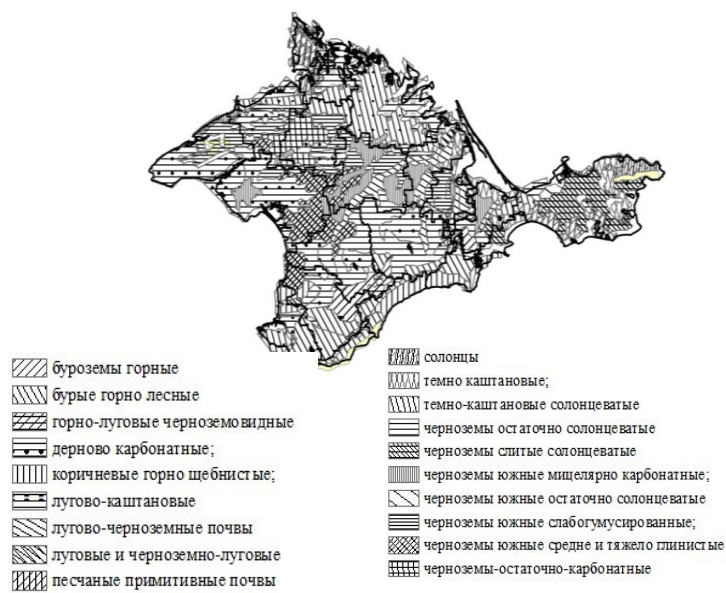 буроземы горные
бурые горно лесные
горно-луговые черноземовидные
дерново карбонатные;
коричневые горно щебнистые;
лугово-каштановые
лугово-черноземные почвы
луговые и черноземно-луговые
песчаные примитивные почвы
солонцы
темно каштановые;
темно-каштановые солонцеватые
черноземы остаточно солонцеватые
черноземы слитые солонцеватые
черноземы южные мицелярно карбонатные;
черноземы южные остаточно солонцеватые
черноземы южные слабогумусированные;
черноземы южные средне и тяжело глинистые
черноземы-остаточно-карбонатные